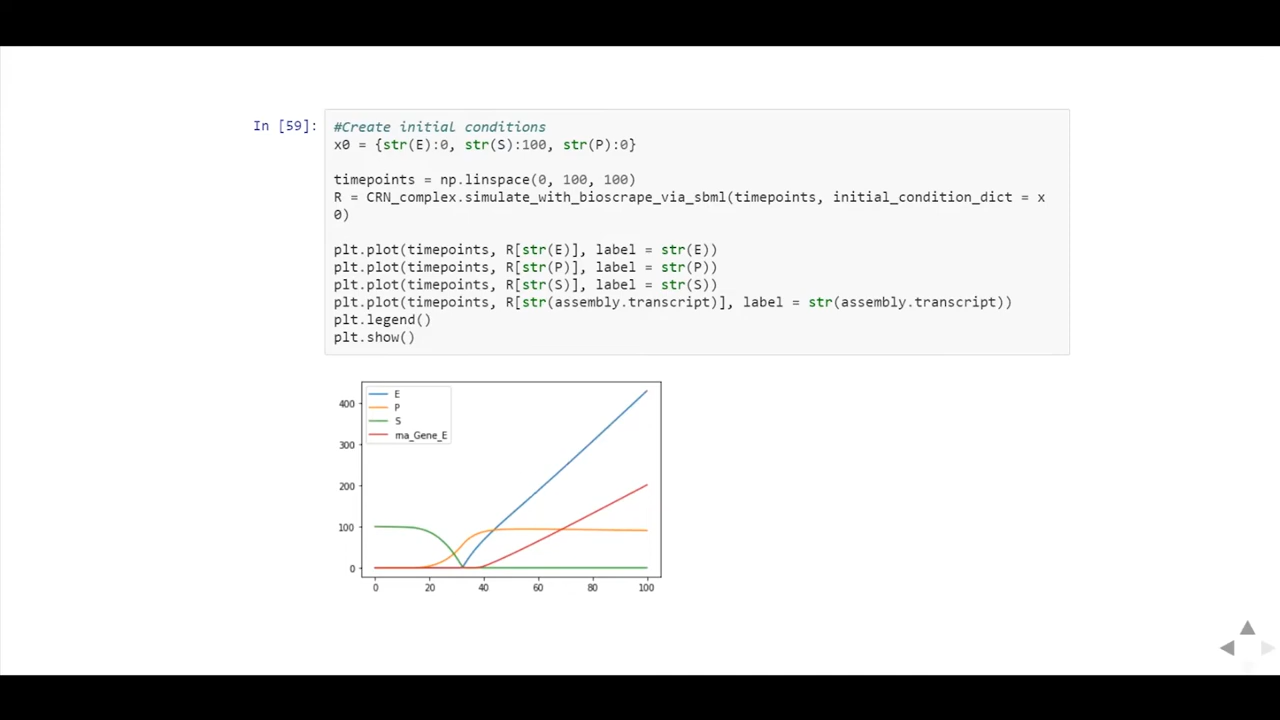 In [59]:
#Create initial conditions
x0 = {str(E):0, str(S):100, str(P):0}
timepoints = np.linspace(0, 100, 100)
R = CRN_complex.simulate_with_bioscrape_via_sbml(timepoints, initial_condition_dict = x
0)
plt.plot(timepoints, R[str(E)], label = str(E))
plt.plot(timepoints, R[str(P)], label = str(P))
plt.plot(timepoints, R[str(S)], label = str(S))
plt.plot(timepoints, R[str(assembly.transcript)], label = str(assembly.transcript))
plt.legend()
plt.show()
E
P
S
rna_Gene_E
400
300
200
100
0
0 20 40 60 80 100